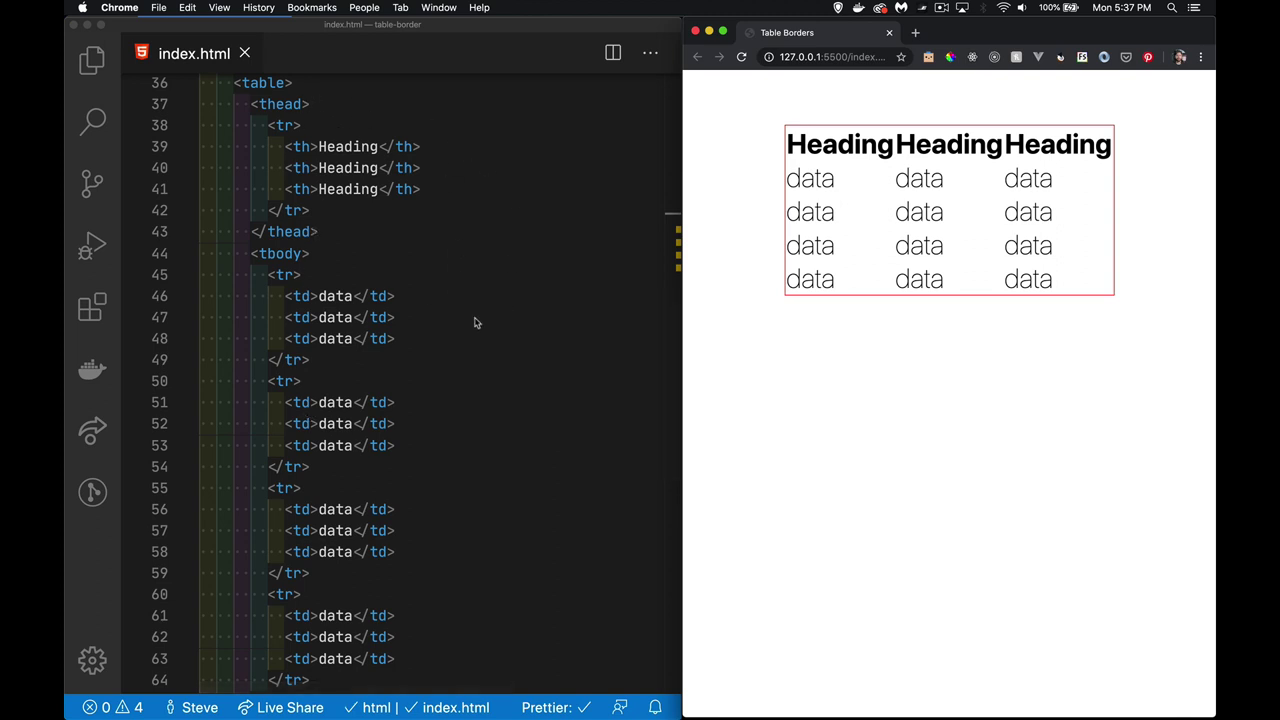 Chrome File Edit View History Bookmarks People Tab Window Help 100% Mon 5:37 PM
index.html — table-border
index.html
36 <table>
37 <thead>
38 <tr>
39 <th>Heading</th>
40 <th>Heading</th>
41 <th>Heading</th>
42 </tr>
43 </thead>
44 <tbody>
45 <tr>
46 <td>data</td>
47 <td>data</td>
48 <td>data</td>
49 </tr>
50 <tr>
51 <td>data</td>
52 <td>data</td>
53 <td>data</td>
54 </tr>
55 <tr>
56 <td>data</td>
57 <td>data</td>
58 <td>data</td>
59 </tr>
60 <tr>
61 <td>data</td>
62 <td>data</td>
63 <td>data</td>
64 </tr>
0 4 Steve Live Share ✓ html | ✓ index.html Prettier: ✓
Table Borders
127.0.0.1:5500/index....
Heading Heading Heading
data data data
data data data
data data data
data data data